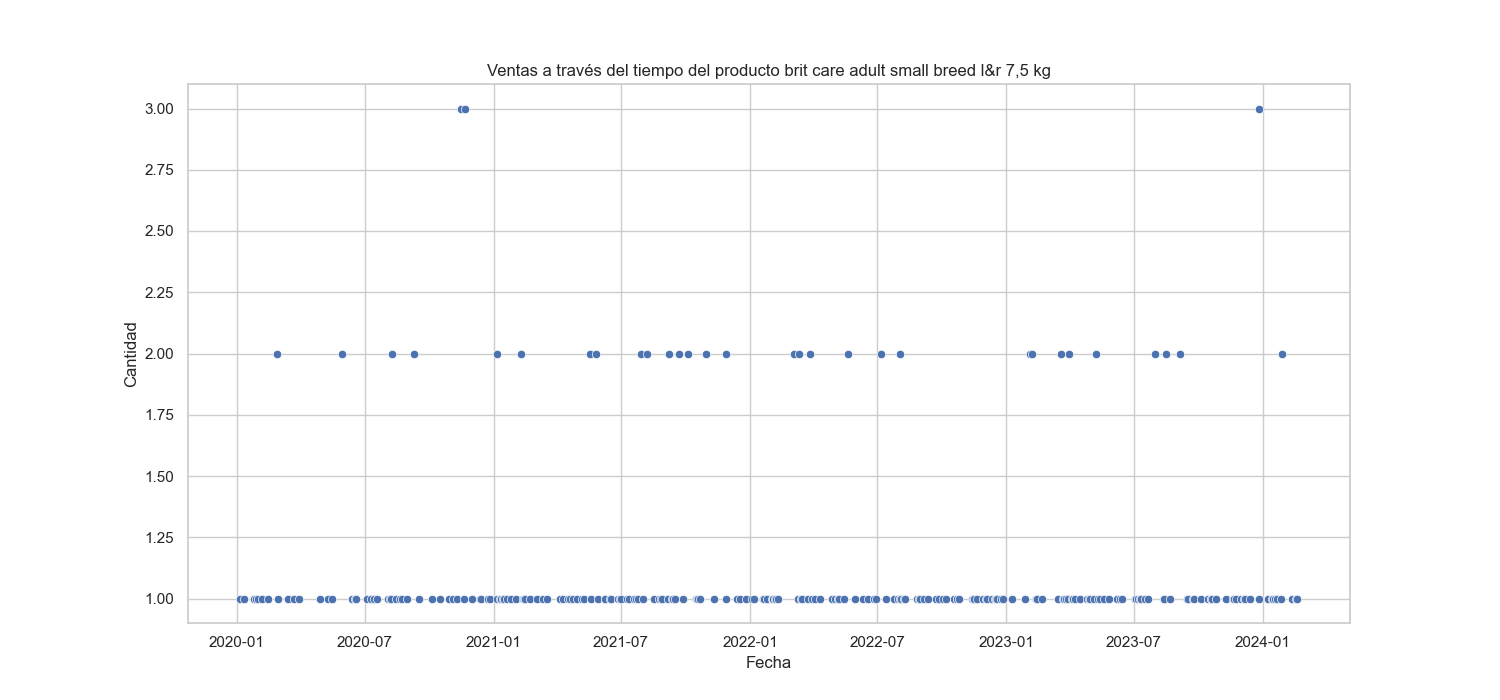 Ventas a través del tiempo del producto brit care adult small breed l&r 7,5 kg
3.00
2.75
2.50
2.25
2.00
1.75
1.50
1.25
1.00
Cantidad
2020-01 2020-07 2021-01 2021-07 2022-01 2022-07 2023-01 2023-07 2024-01
Fecha